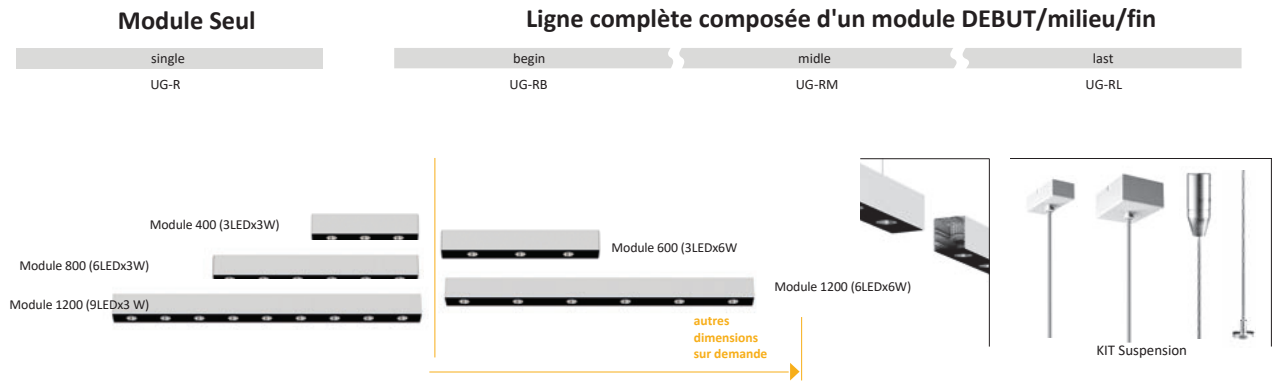 Module Seul
Ligne complète composée d'un module DEBUT/milieu/fin
single
begin
midle
last
UG-R
UG-RB
UG-RM
UG-RL
Module 400 (3LEDx3W)
Module 800 (6LEDx3W)
Module 1200 (9LEDx3 W)
Module 600 (3LEDx6W
Module 1200 (6LEDx6W)
autres
dimensions
sur demande
KIT Suspension